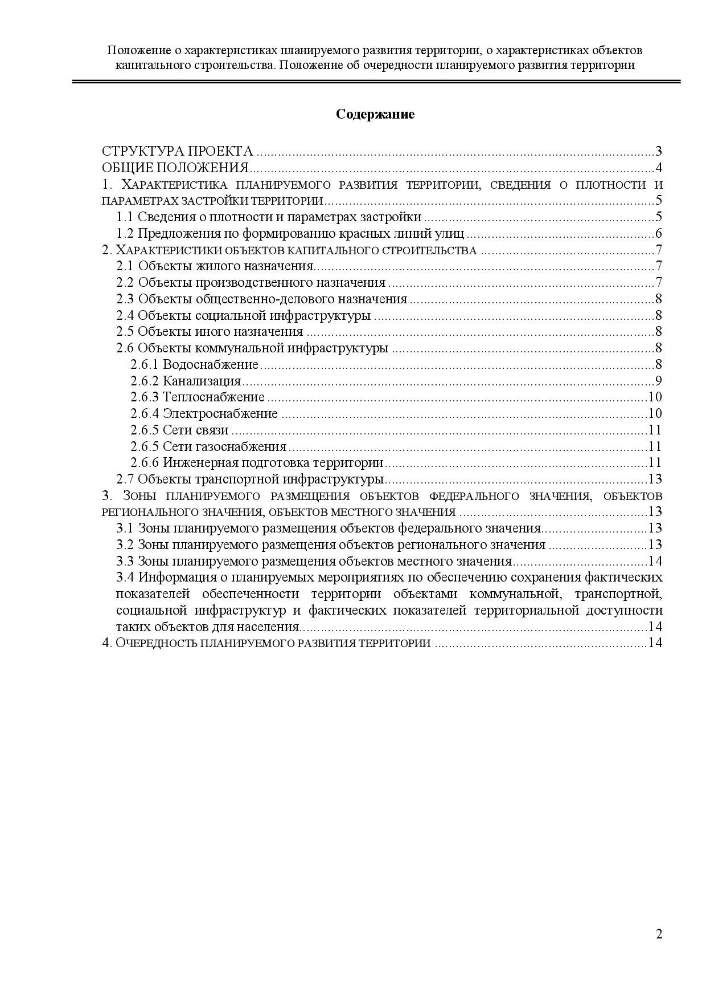 Положение о характеристиках планируемого развития территории, о характеристиках объектов
капитального строительства. Положение об очередности планируемого развития территории
Содержание
СТРУКТУРА ПРОЕКТА ........ 3
ОБЩИЕ ПОЛОЖЕНИЯ ........ 4
1. ХАРАКТЕРИСТИКА ПЛАНИРУЕМОГО РАЗВИТИЯ ТЕРРИТОРИИ, СВЕДЕНИЯ О ПЛОТНОСТИ И
ПАРАМЕТРАХ ЗАСТРОЙКИ ТЕРРИТОРИИ ........ 5
1.1 Сведения о плотности и параметрах застройки ........ 5
1.2 Предложения по формированию красных линий улиц ........ 6
2. ХАРАКТЕРИСТИКИ ОБЪЕКТОВ КАПИТАЛЬНОГО СТРОИТЕЛЬСТВА ........ 7
2.1 Объекты жилого назначения ........ 7
2.2 Объекты производственного назначения ........ 7
2.3 Объекты общественно-делового назначения ........ 8
2.4 Объекты социальной инфраструктуры ........ 8
2.5 Объекты иного назначения ........ 8
2.6 Объекты коммунальной инфраструктуры ........ 8
2.6.1 Водоснабжение ........ 8
2.6.2 Канализация ........ 9
2.6.3 Теплоснабжение ........ 10
2.6.4 Электроснабжение ........ 10
2.6.5 Сети связи ........ 11
2.6.5 Сети газоснабжения ........ 11
2.6.6 Инженерная подготовка территории ........ 11
2.7 Объекты транспортной инфраструктуры ........ 13
3. ЗОНЫ ПЛАНИРУЕМОГО РАЗМЕЩЕНИЯ ОБЪЕКТОВ ФЕДЕРАЛЬНОГО ЗНАЧЕНИЯ, ОБЪЕКТОВ
РЕГИОНАЛЬНОГО ЗНАЧЕНИЯ, ОБЪЕКТОВ МЕСТНОГО ЗНАЧЕНИЯ ........ 13
3.1 Зоны планируемого размещения объектов федерального значения ........ 13
3.2 Зоны планируемого размещения объектов регионального значения ........ 13
3.3 Зоны планируемого размещения объектов местного значения ........ 14
3.4 Информация о планируемых мероприятиях по обеспечению сохранения фактических
показателей обеспеченности территории объектами коммунальной, транспортной,
социальной инфраструктур и фактических показателей территориальной доступности
таких объектов для населения ........ 14
4. ОЧЕРЕДНОСТЬ ПЛАНИРУЕМОГО РАЗВИТИЯ ТЕРРИТОРИИ ........ 14
2